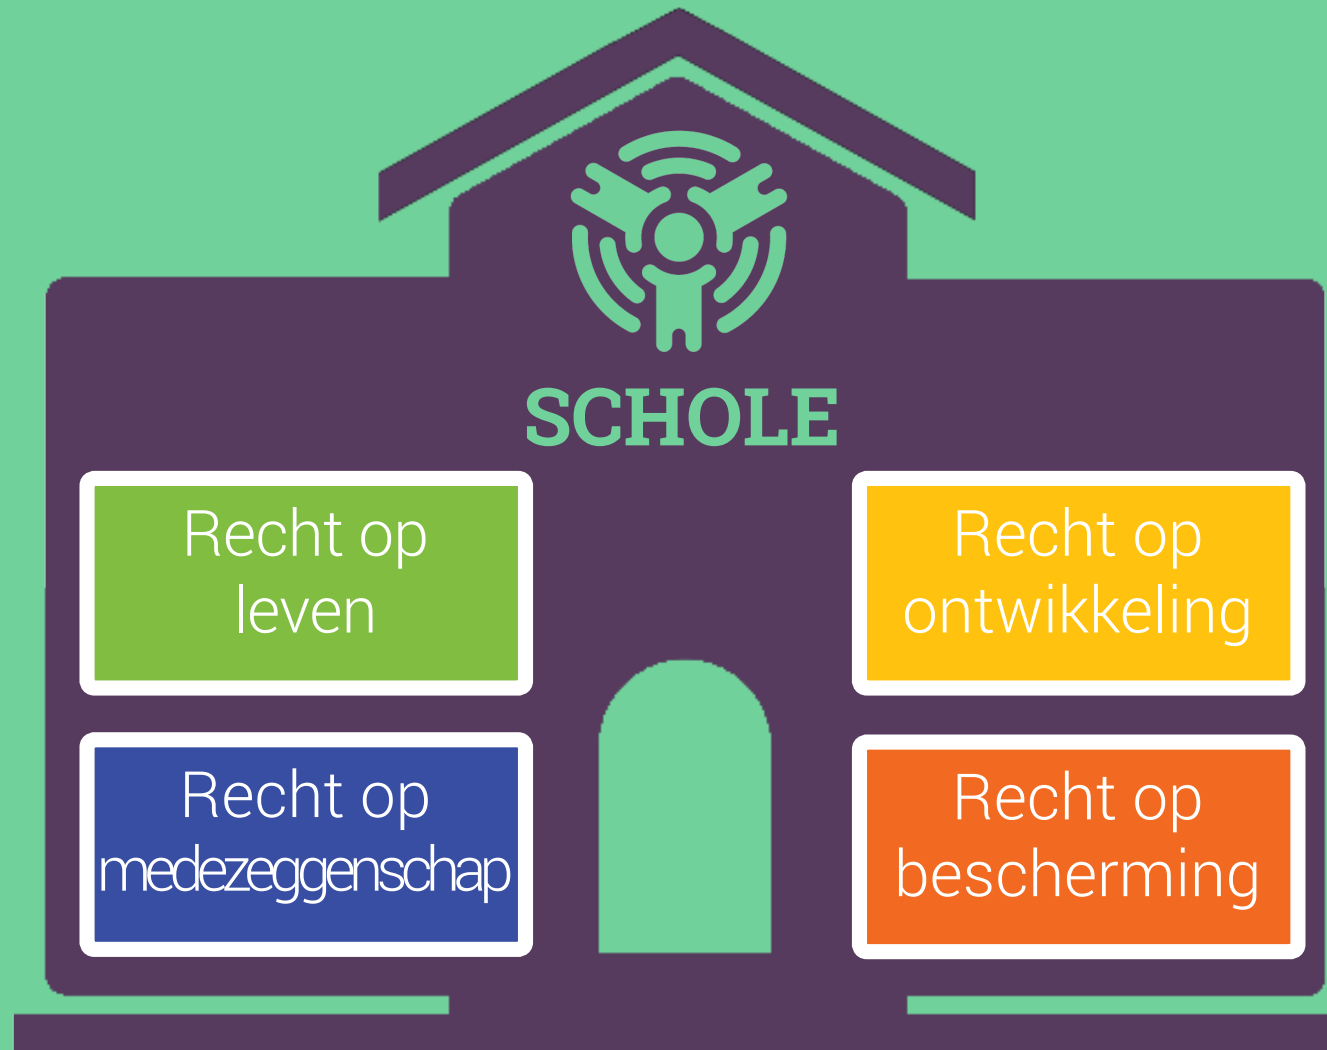 SCHOLE
Recht op
leven
Recht op
ontwikkeling
Recht op
medezeggenschap
Recht op
bescherming